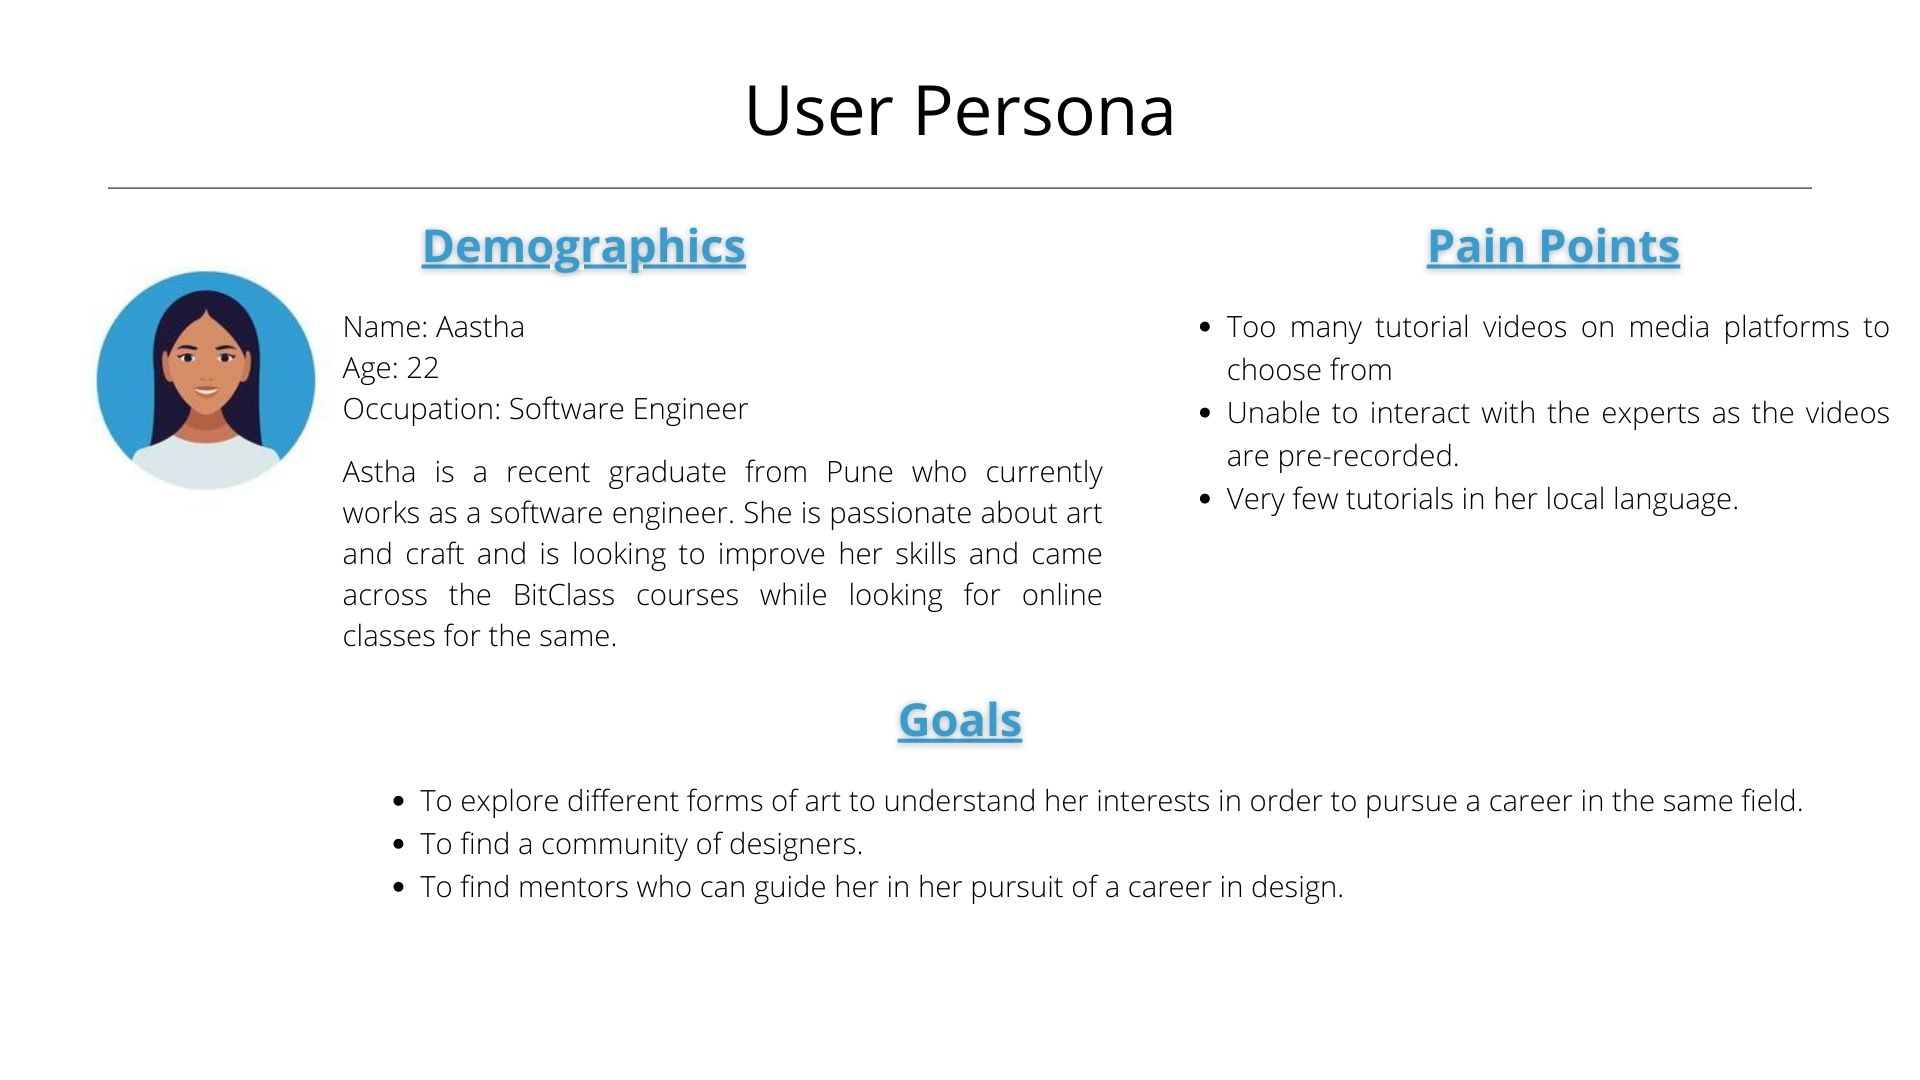 User Persona
Demographics
Name: Aastha
Age: 22
Occupation: Software Engineer
Astha is a recent graduate from Pune who currently
works as a software engineer. She is passionate about art
and craft and is looking to improve her skills and came
across the BitClass courses while looking for online
classes for the same.
Pain Points
• Too many tutorial videos on media platforms to
choose from
• Unable to interact with the experts as the videos
are pre-recorded.
• Very few tutorials in her local language.
Goals
• To explore different forms of art to understand her interests in order to pursue a career in the same field.
• To find a community of designers.
• To find mentors who can guide her in her pursuit of a career in design.